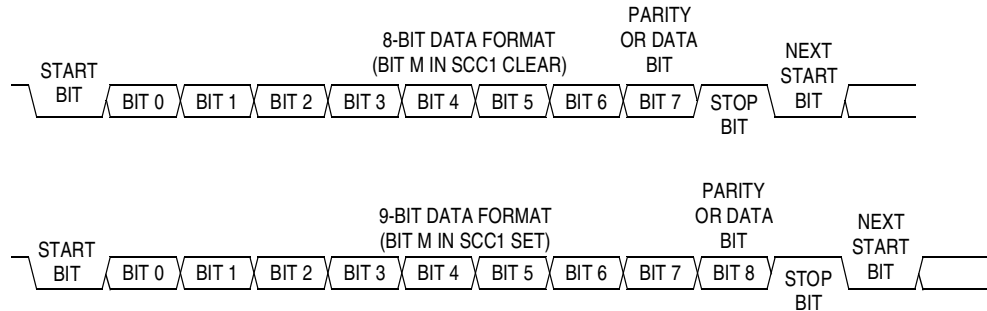 8-BIT DATA FORMAT
(BIT M IN SCC1 CLEAR)
PARITY
OR DATA
BIT
START
BIT
BIT 0
BIT 1
BIT 2
BIT 3
BIT 4
BIT 5
BIT 6
BIT 7
STOP
BIT
NEXT
START
BIT
9-BIT DATA FORMAT
(BIT M IN SCC1 SET)
PARITY
OR DATA
BIT
START
BIT
BIT 0
BIT 1
BIT 2
BIT 3
BIT 4
BIT 5
BIT 6
BIT 7
BIT 8
STOP
BIT
NEXT
START
BIT